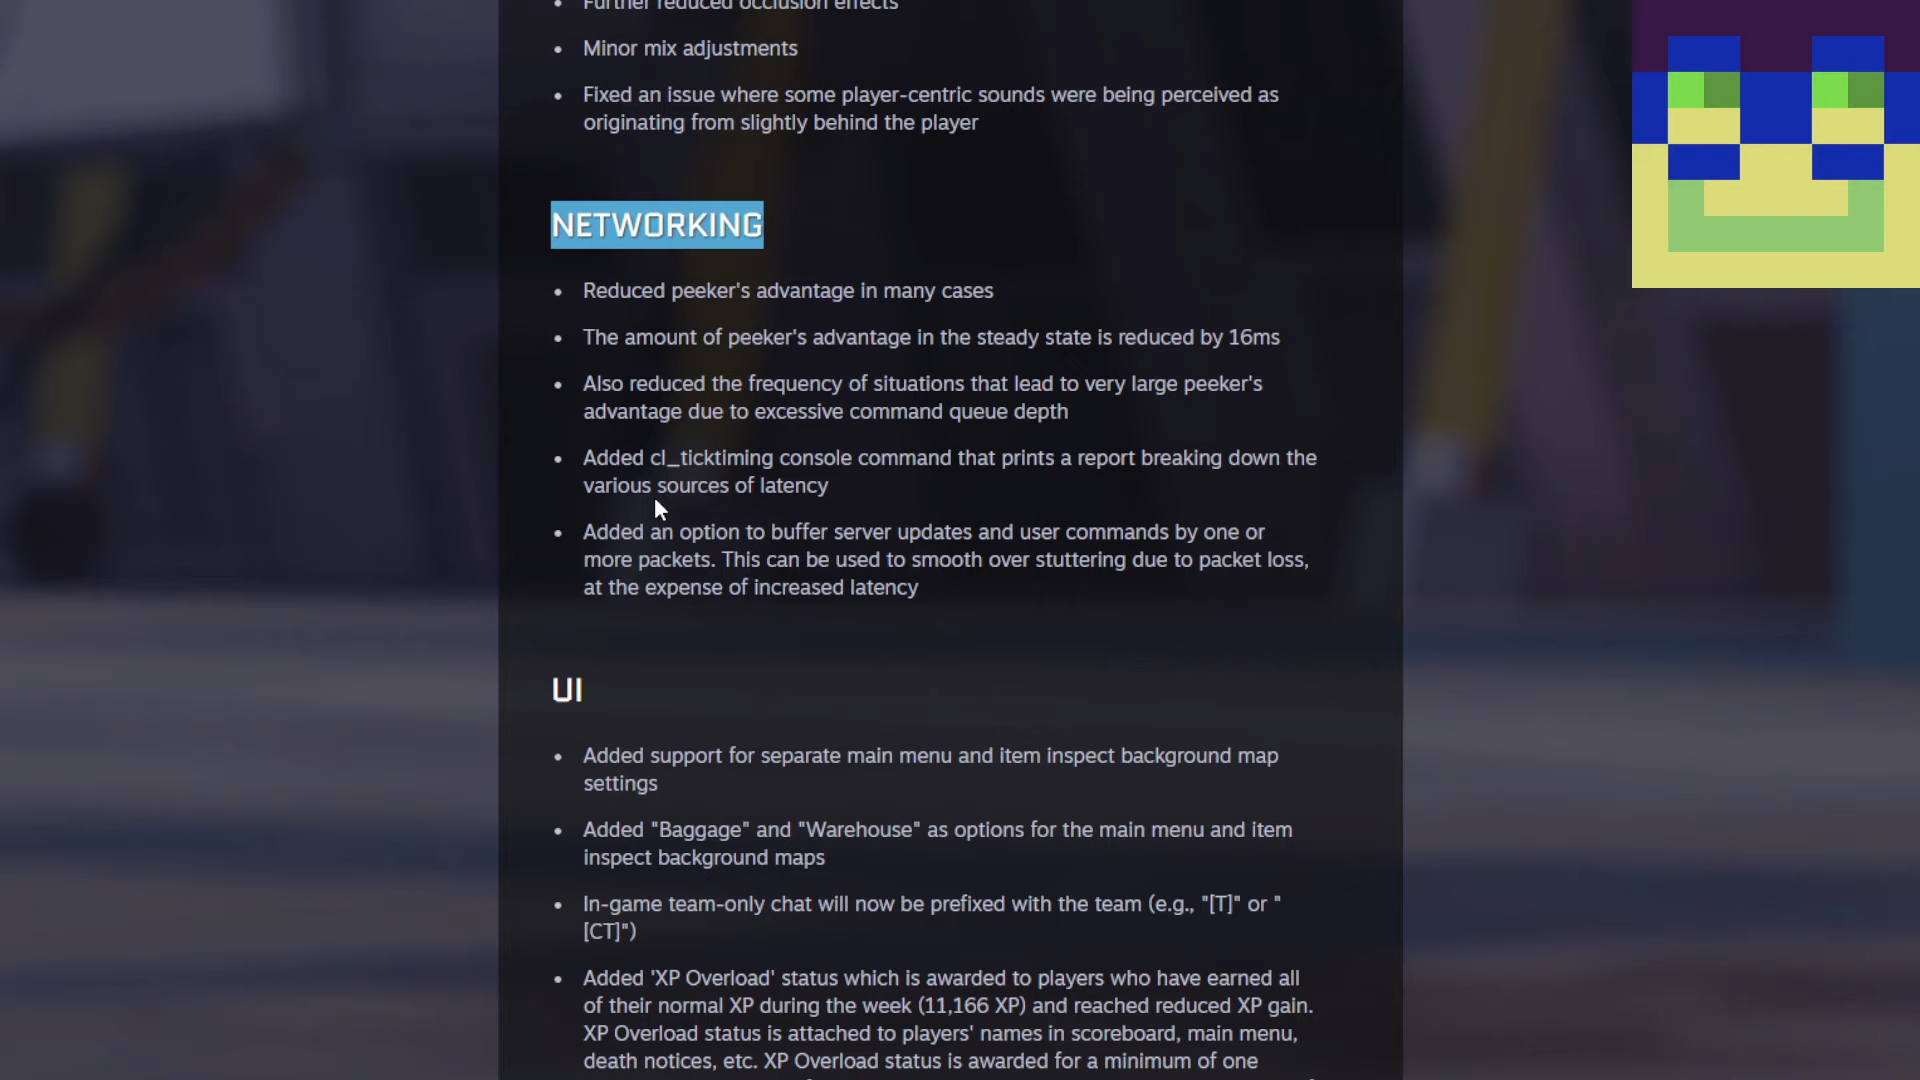 Further reduced occlusion effects
Minor mix adjustments
Fixed an issue where some player-centric sounds were being perceived as
originating from slightly behind the player
NETWORKING
Reduced peeker's advantage in many cases
The amount of peeker's advantage in the steady state is reduced by 16ms
Also reduced the frequency of situations that lead to very large peeker's
advantage due to excessive command queue depth
Added cl_ticktiming console command that prints a report breaking down the
various sources of latency
Added an option to buffer server updates and user commands by one or
more packets. This can be used to smooth over stuttering due to packet loss,
at the expense of increased latency
UI
Added support for separate main menu and item inspect background map
settings
Added "Baggage" and "Warehouse" as options for the main menu and item
inspect background maps
In-game team-only chat will now be prefixed with the team (e.g., "[T]" or "
[CT]")
Added 'XP Overload' status which is awarded to players who have earned all
of their normal XP during the week (11,166 XP) and reached reduced XP gain.
XP Overload status is attached to players' names in scoreboard, main menu,
death notices, etc. XP Overload status is awarded for a minimum of one